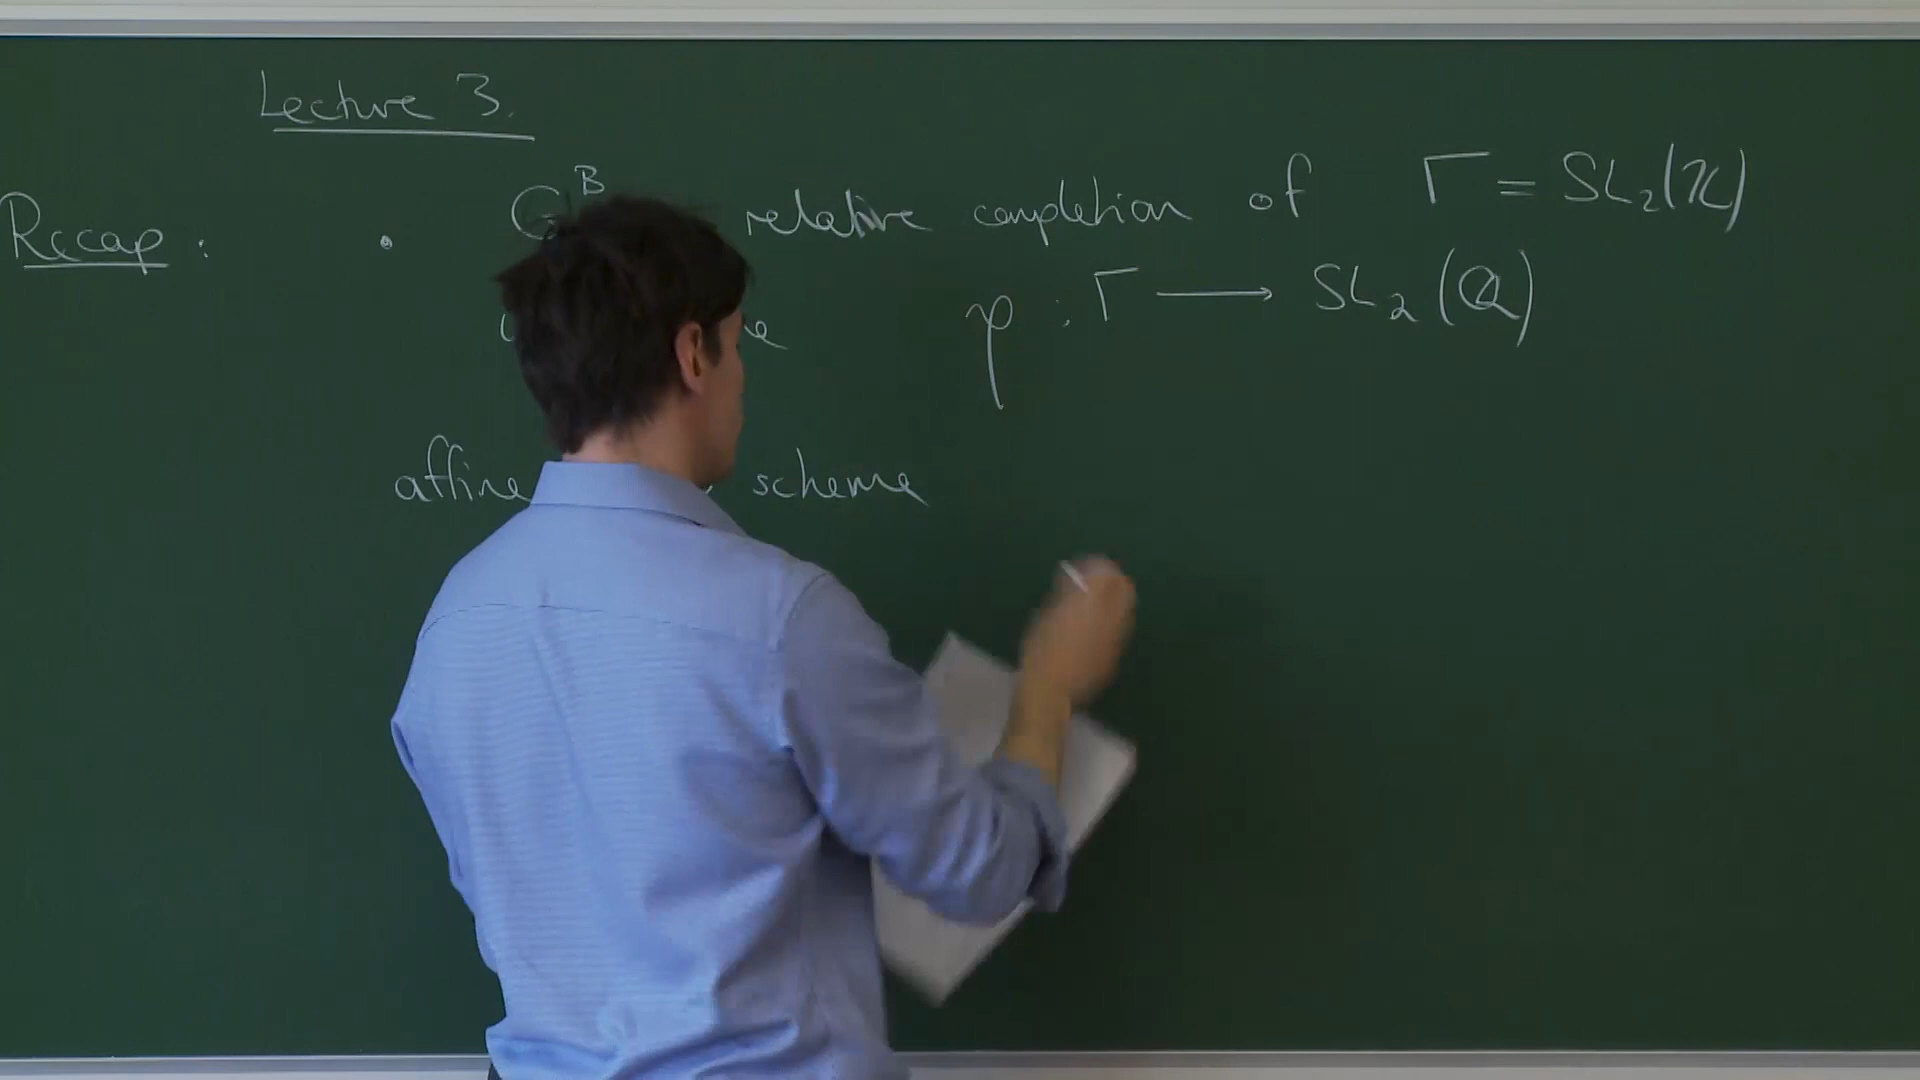 Lecture 3.
Recap : • G^B relative completion of Γ = SL₂(ℤ)
ρ : Γ ⟶ SL₂(ℚ)
affine scheme